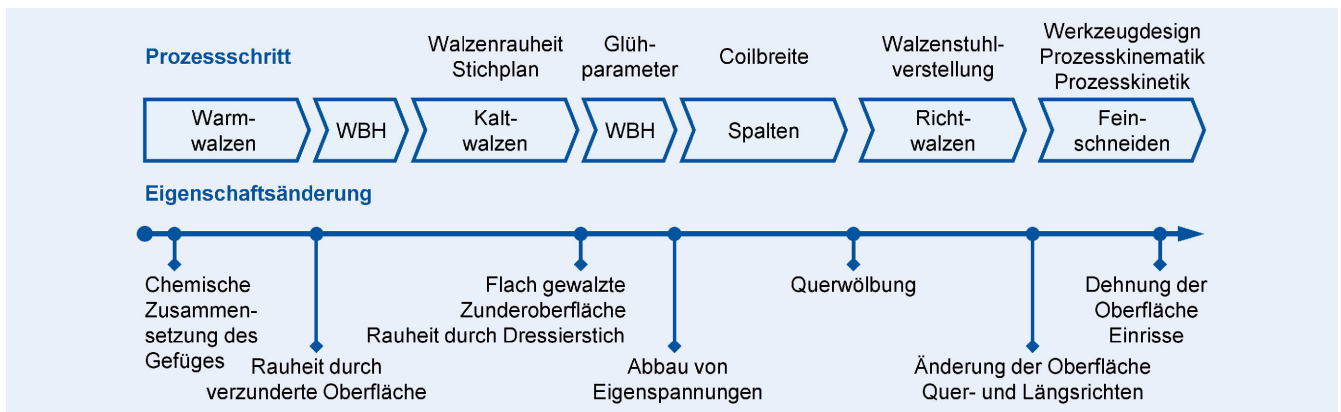 Prozessschritt
Walzenrauheit
Stichplan
Glüh-
parameter
Coilbreite
Walzenstuhl-
verstellung
Werkzeugdesign
Prozesskinematik
Prozesskinetik
Warm-
walzen
WBH
Kalt-
walzen
WBH
Spalten
Richt-
walzen
Fein-
schneiden
Eigenschaftsänderung
Chemische
Zusammen-
setzung des
Gefüges
Rauheit durch
verzunderte Oberfläche
Flach gewalzte
Zunderoberfläche
Rauheit durch Dressierstich
Abbau von
Eigenspannungen
Querwölbung
Änderung der Oberfläche
Quer- und Längsrichten
Dehnung der
Oberfläche
Einrisse